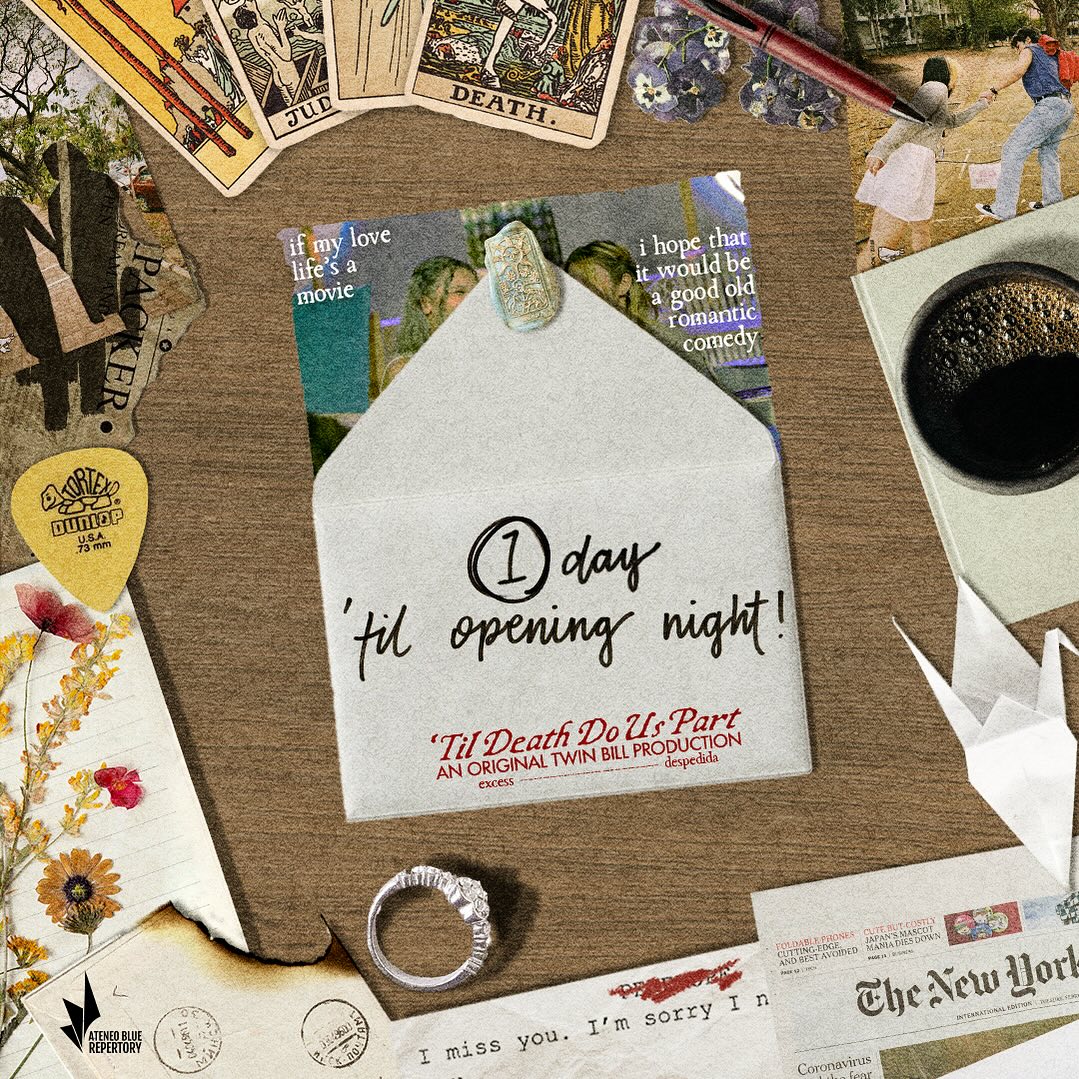 JUD
DEATH.
if my love
life's a
movie
i hope that
it would be
a good old
romantic
comedy
PACKER
TORTEX®
DUNLOP
U.S.A.
.73 mm
1 day
'til opening night!
'Til Death Do Us Part
AN ORIGINAL TWIN BILL PRODUCTION
excess
despedida
FOLDABLE PHONES
CUTTING-EDGE,
AND BEST AVOIDED
CUTE, BUT COSTLY
JAPAN'S MASCOT
MANIA DIES DOWN
The New York
INTERNATIONAL EDITION
Coronavirus
the fear
I miss you. I'm sorry I n
ATENEO BLUE
REPERTORY